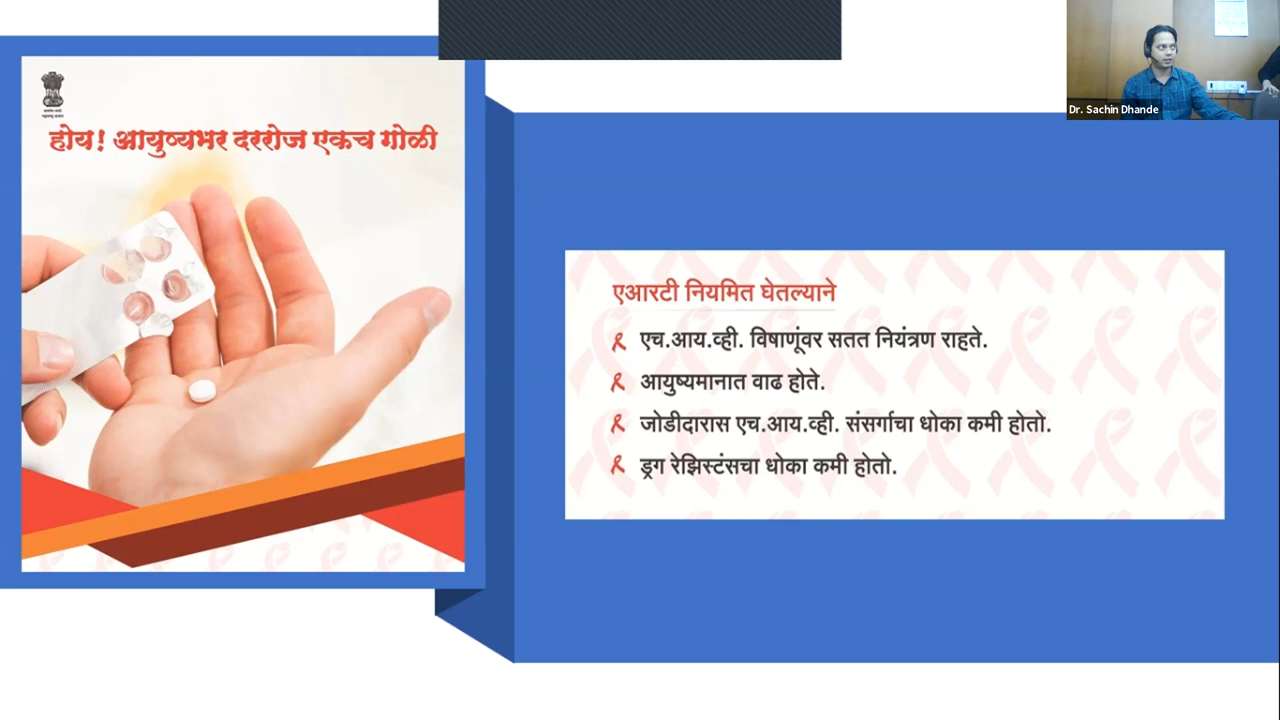 होय! आयुष्यभर दररोज एकच गोळी
Dr. Sachin Dhande
एआरटी नियमित घेतल्याने
एच.आय.व्ही. विषाणूंवर सतत नियंत्रण राहते.
आयुष्यमानात वाढ होते.
जोडीदारास एच.आय.व्ही. संसर्गाचा धोका कमी होतो.
ड्रग रेझिस्टंसचा धोका कमी होतो.